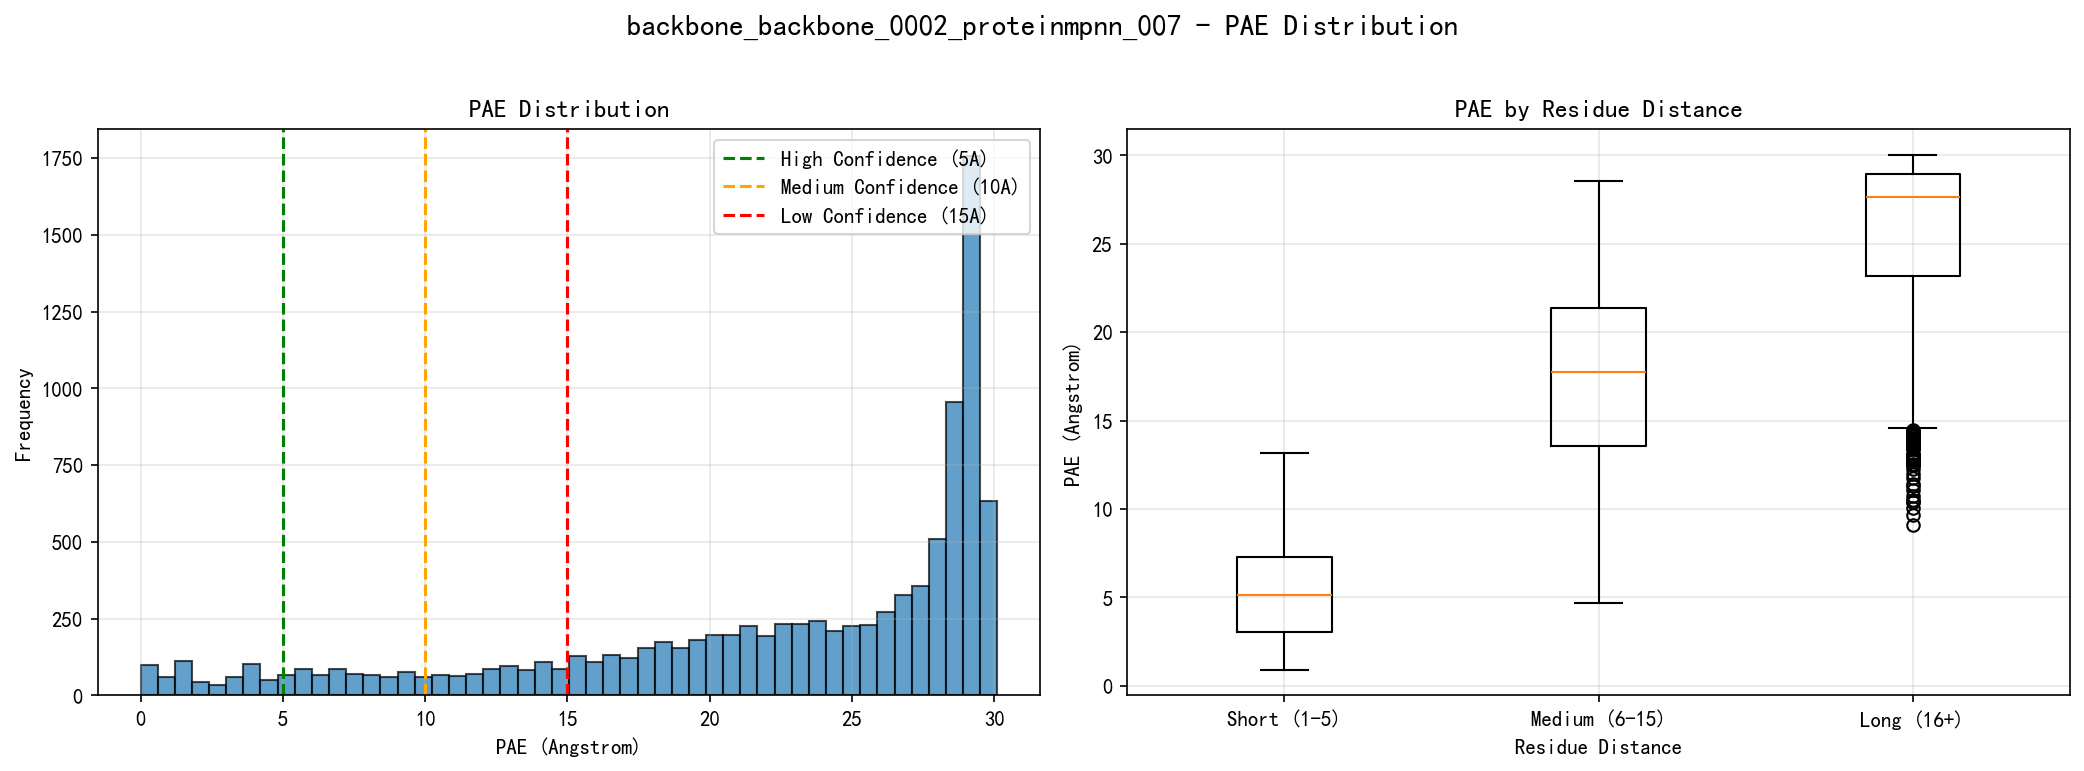 backbone_backbone_0002_proteinmpnn_007 - PAE Distribution
PAE Distribution
1750
1500
1250
1000
750
500
250
0
Frequency
High Confidence (5A)
Medium Confidence (10A)
Low Confidence (15A)
0 5 10 15 20 25 30
PAE (Angstrom)
PAE by Residue Distance
30
25
20
15
10
5
0
PAE (Angstrom)
Short (1-5) Medium (6-15) Long (16+)
Residue Distance